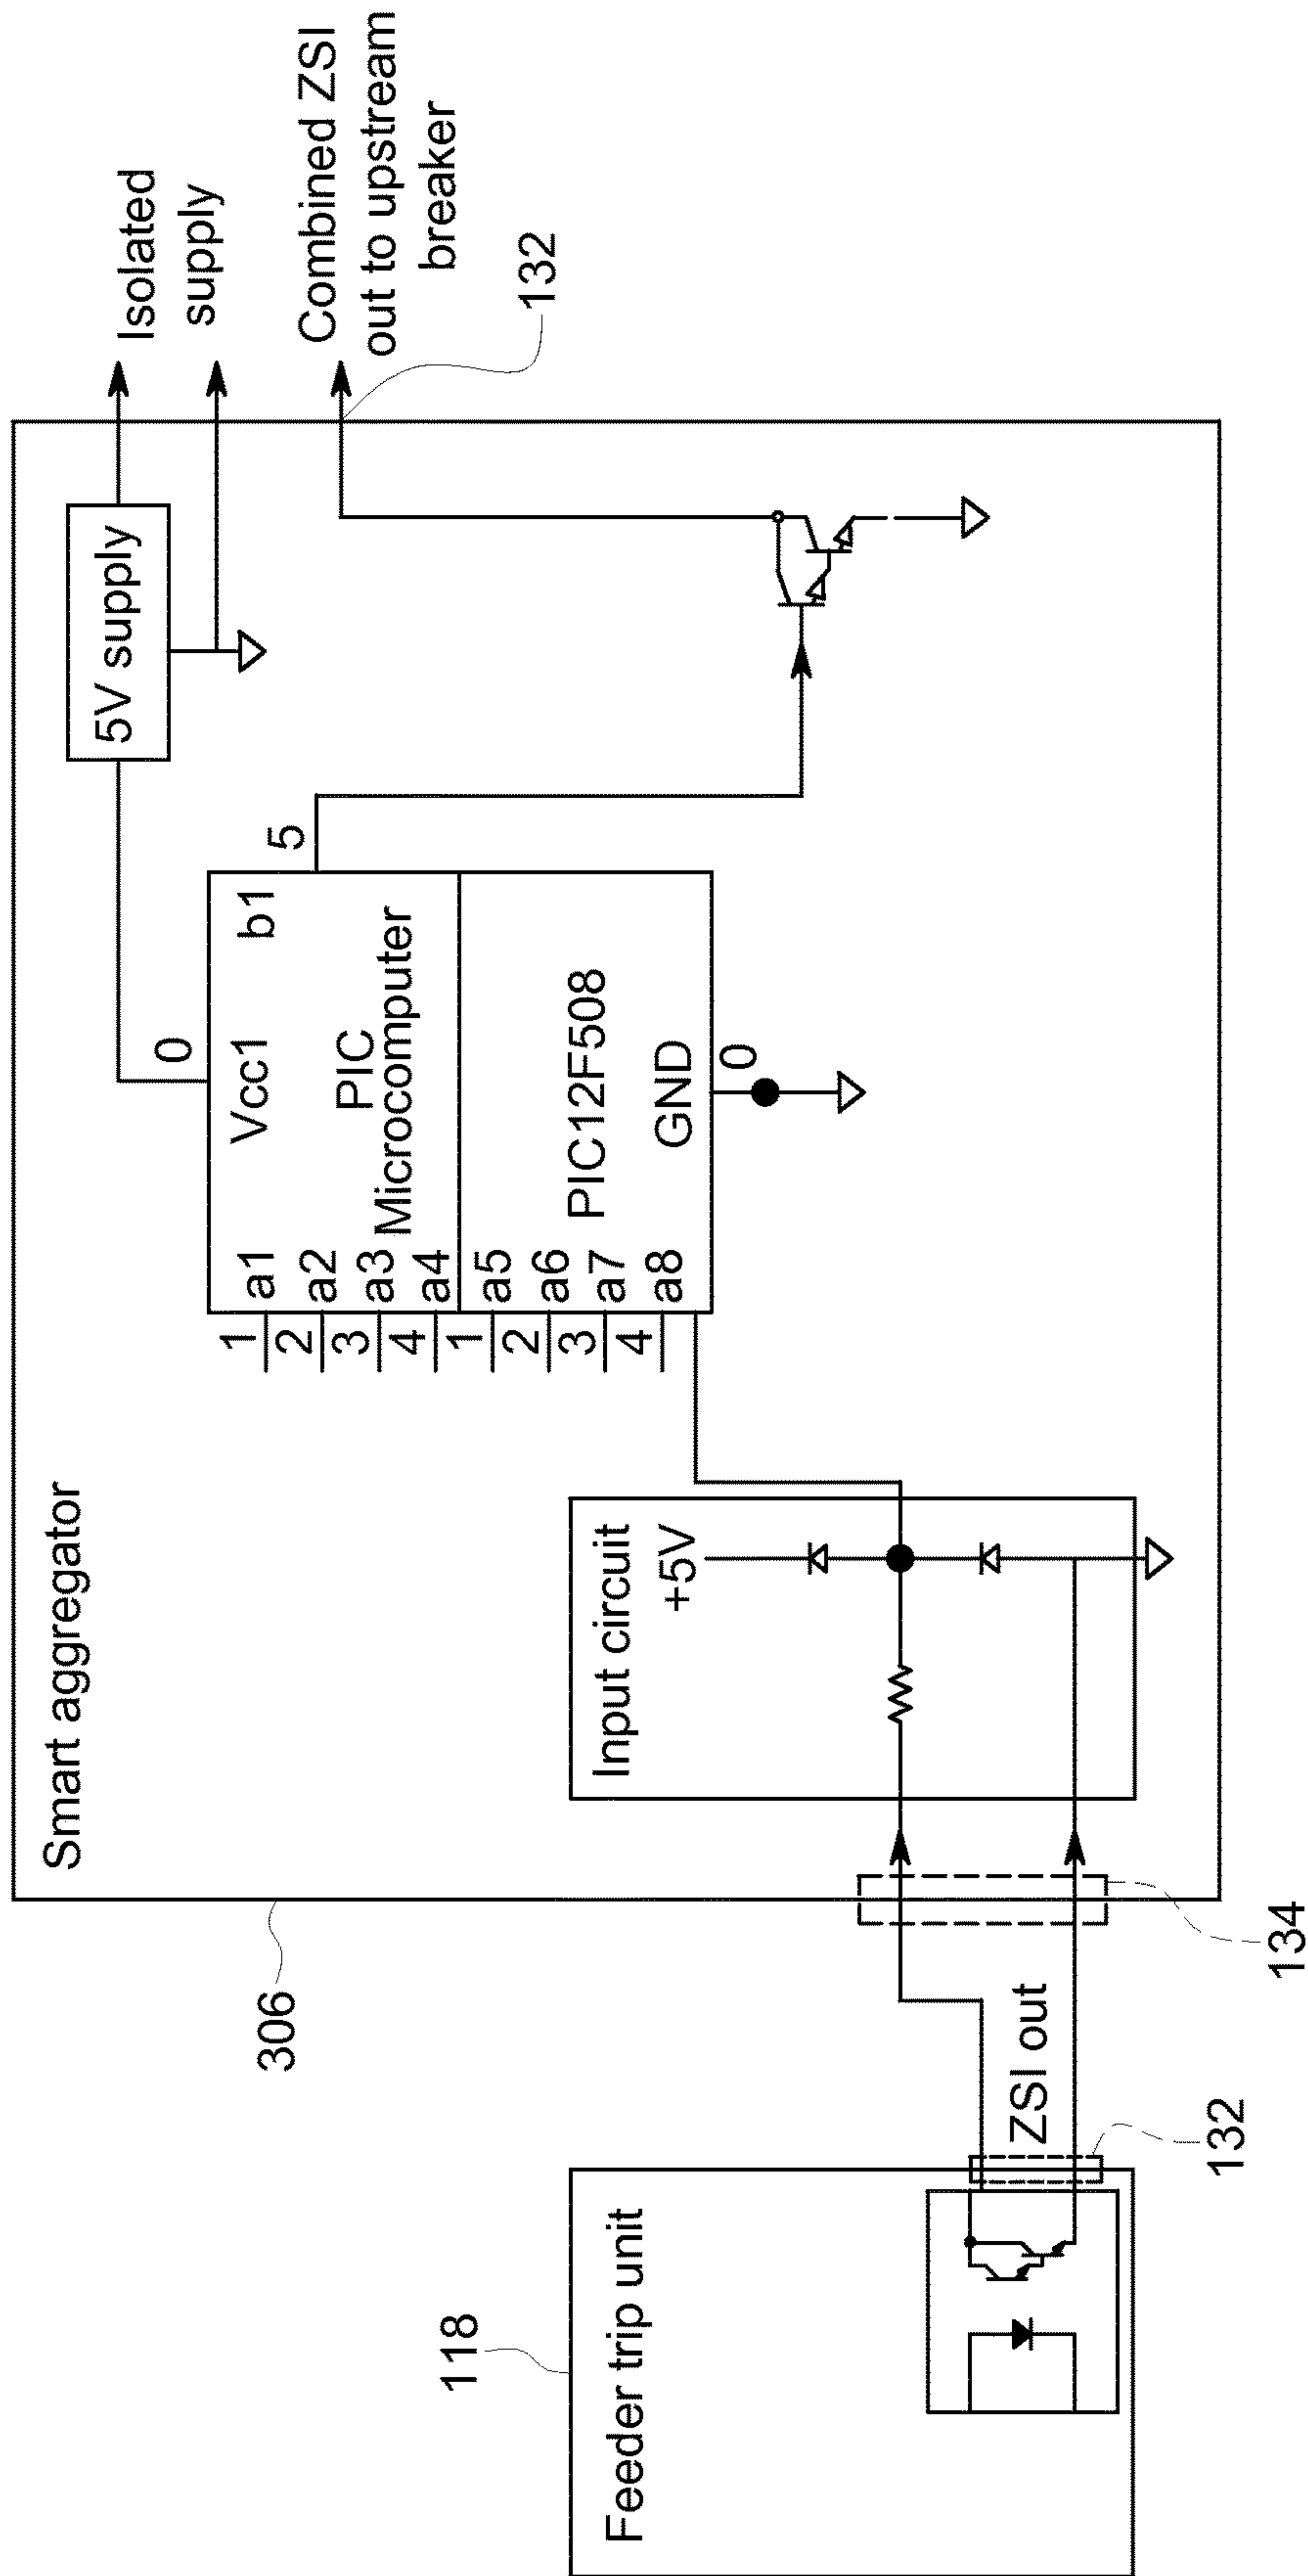 Smart aggregator
306
5V supply
Isolated
supply
Combined ZSI
out to upstream
breaker
132
0
Vcc1
b1
5
PIC
Microcomputer
PIC12F508
GND
0
1 a1
2 a2
3 a3
4 a4
1 a5
2 a6
3 a7
4 a8
Input circuit
+5V
134
ZSI out
132
118
Feeder trip unit